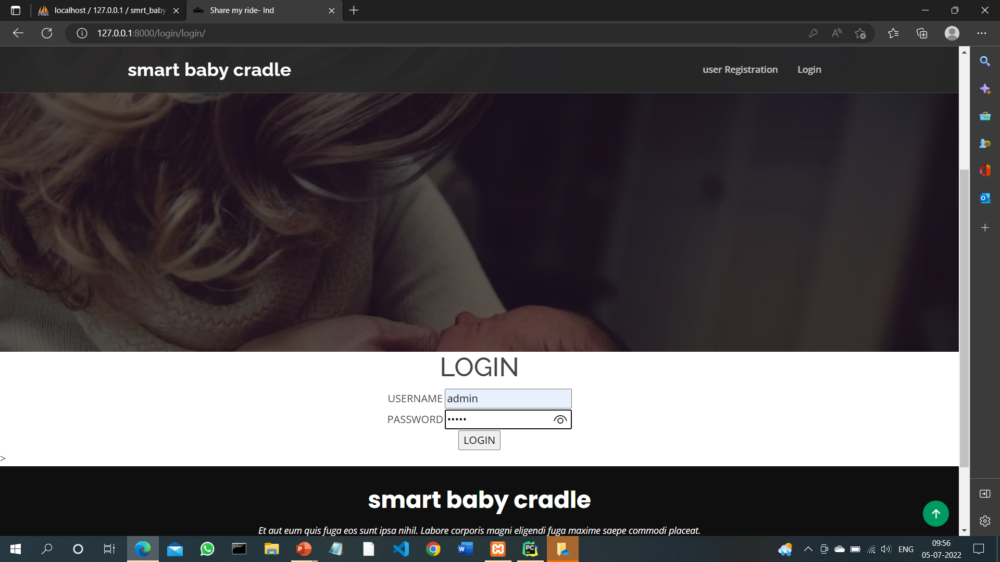 localhost / 127.0.0.1 / smrt_baby
Share my ride- Ind
127.0.0.1:8000/login/login/
smart baby cradle
user Registration
Login
LOGIN
USERNAME admin
PASSWORD •••••
LOGIN
>
smart baby cradle
Et aut eum quis fuga eos sunt ipsa nihil. Labore corporis magni eligendi fuga maxime saepe commodi placeat.
ENG
09:56
05-07-2022